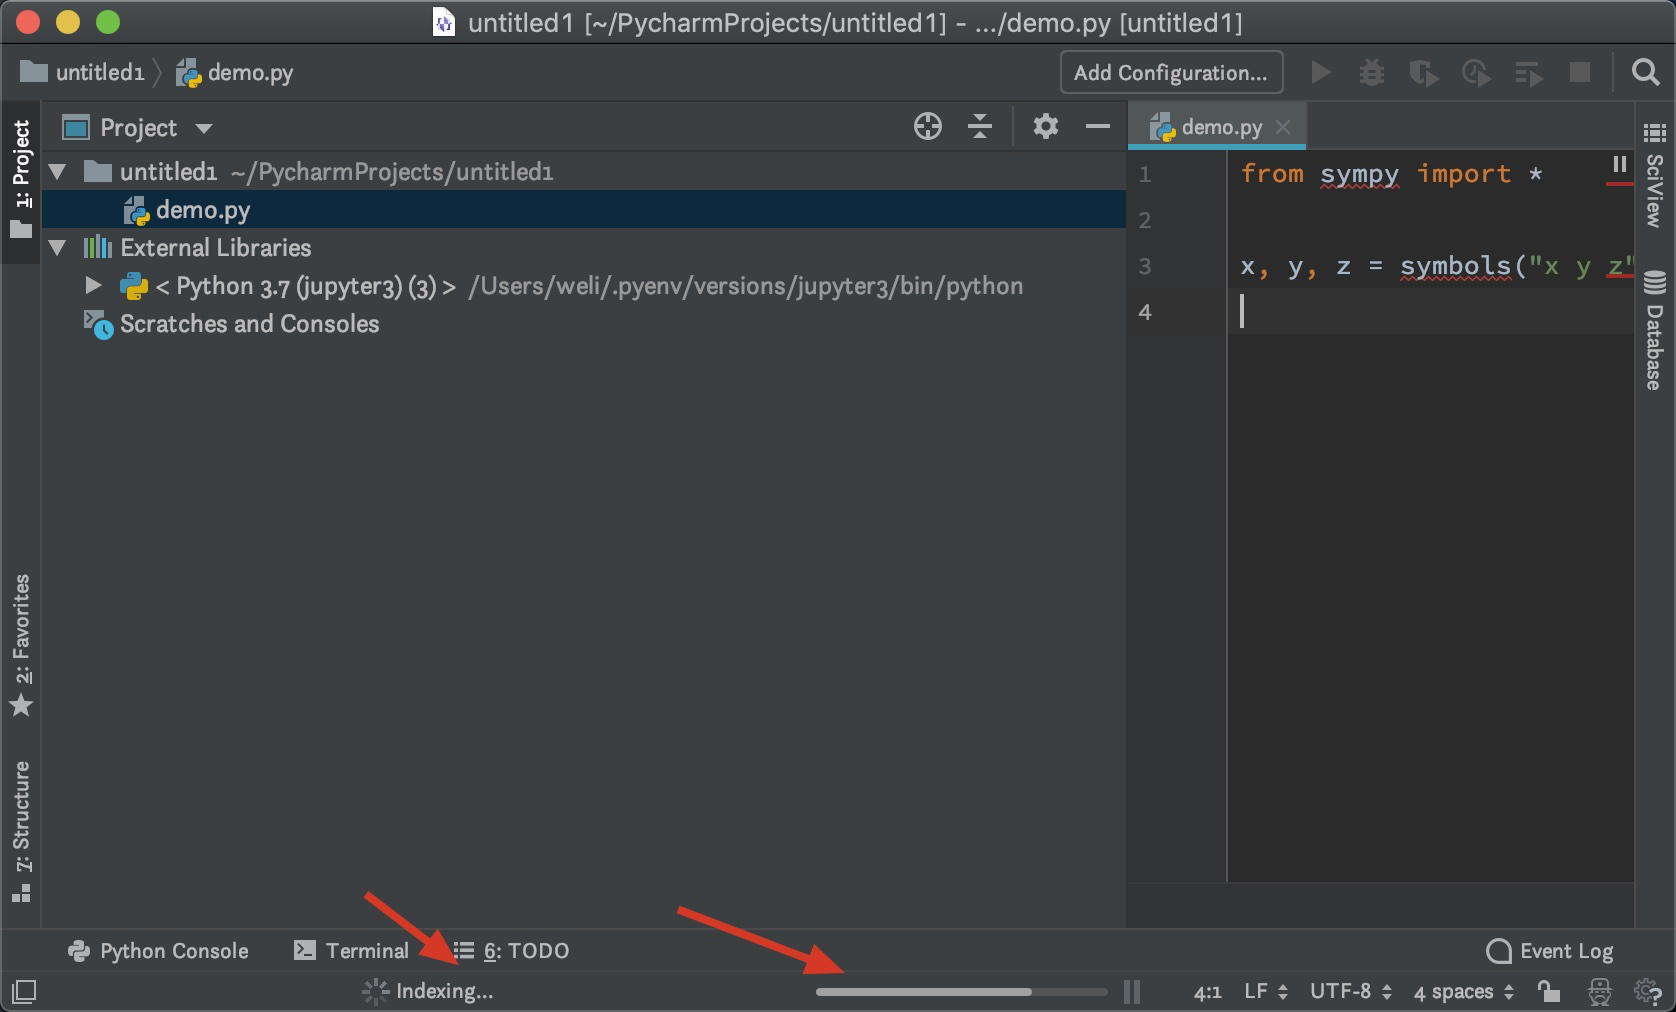 untitled1 [~/PycharmProjects/untitled1] - .../demo.py [untitled1]
untitled1 demo.py
Add Configuration...
1: Project
Project
demo.py
untitled1 ~/PycharmProjects/untitled1
demo.py
External Libraries
< Python 3.7 (jupyter3) (3) > /Users/weli/.pyenv/versions/jupyter3/bin/python
Scratches and Consoles
1 from sympy import *
2
3 x, y, z = symbols("x y z"
4
SciView
Database
2: Favorites
7: Structure
Python Console
Terminal
6: TODO
Event Log
Indexing...
4:1 LF UTF-8 4 spaces